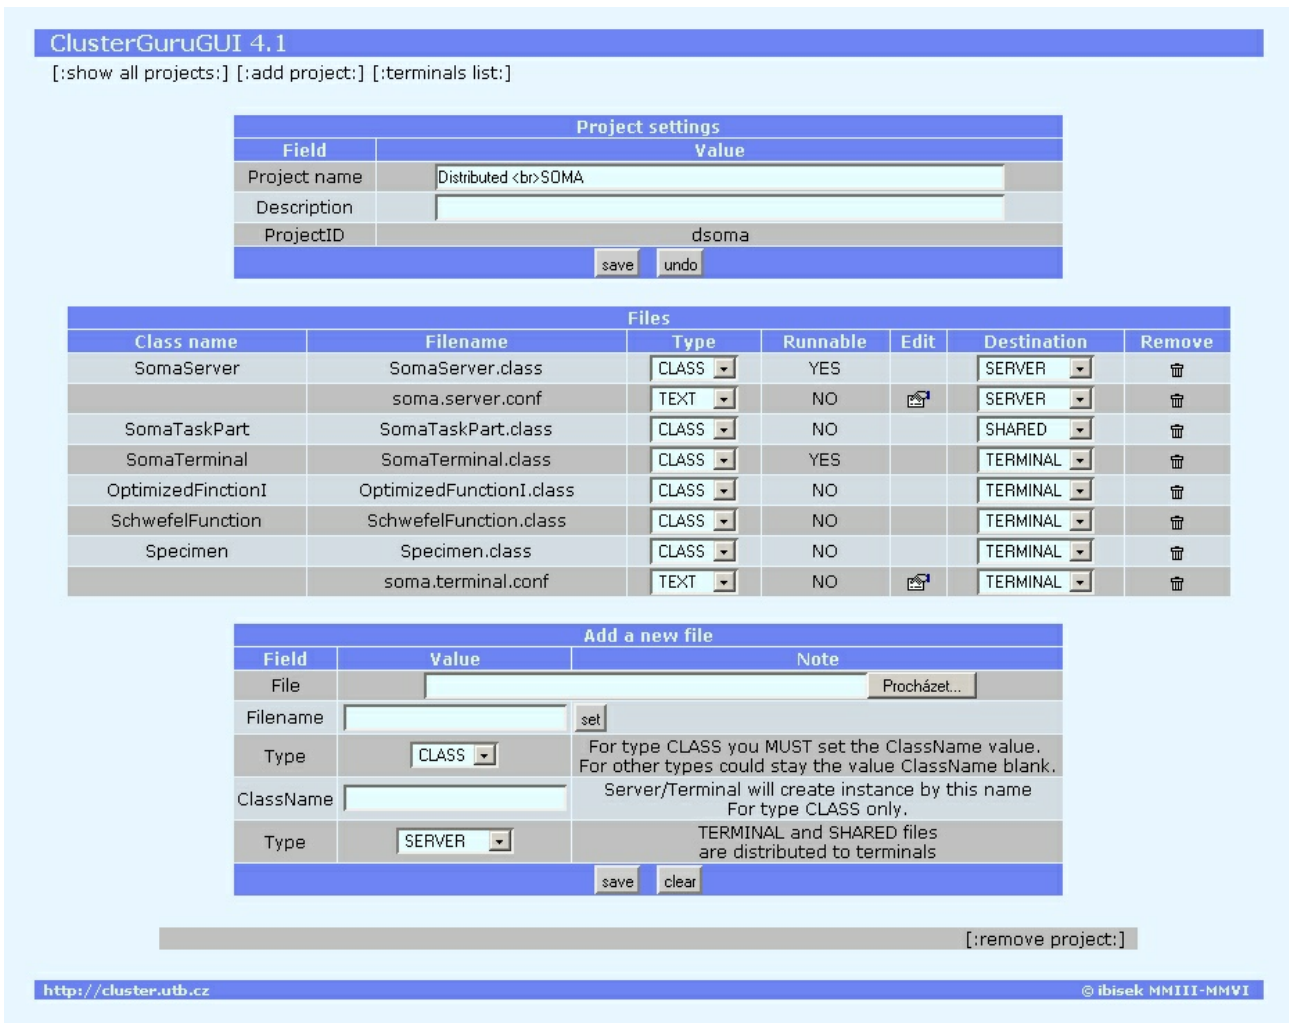 ClusterGuruGUI 4.1
[:show all projects:] [:add project:] [:terminals list:]
Project settings
Field Value
Project name Distributed <br>SOMA
Description
ProjectID dsoma
save undo
Files
Class name Filename Type Runnable Edit Destination Remove
SomaServer SomaServer.class CLASS YES SERVER
soma.server.conf TEXT NO SERVER
SomaTaskPart SomaTaskPart.class CLASS NO SHARED
SomaTerminal SomaTerminal.class CLASS YES TERMINAL
OptimizedFinctionI OptimizedFunctionI.class CLASS NO TERMINAL
SchwefelFunction SchwefelFunction.class CLASS NO TERMINAL
Specimen Specimen.class CLASS NO TERMINAL
soma.terminal.conf TEXT NO TERMINAL
Add a new file
Field Value Note
File Procházet...
Filename set
Type CLASS For type CLASS you MUST set the ClassName value.
For other types could stay the value ClassName blank.
ClassName Server/Terminal will create instance by this name
For type CLASS only.
Type SERVER TERMINAL and SHARED files
are distributed to terminals
save clear
[:remove project:]
http://cluster.utb.cz © ibisek MMIII-MMVI